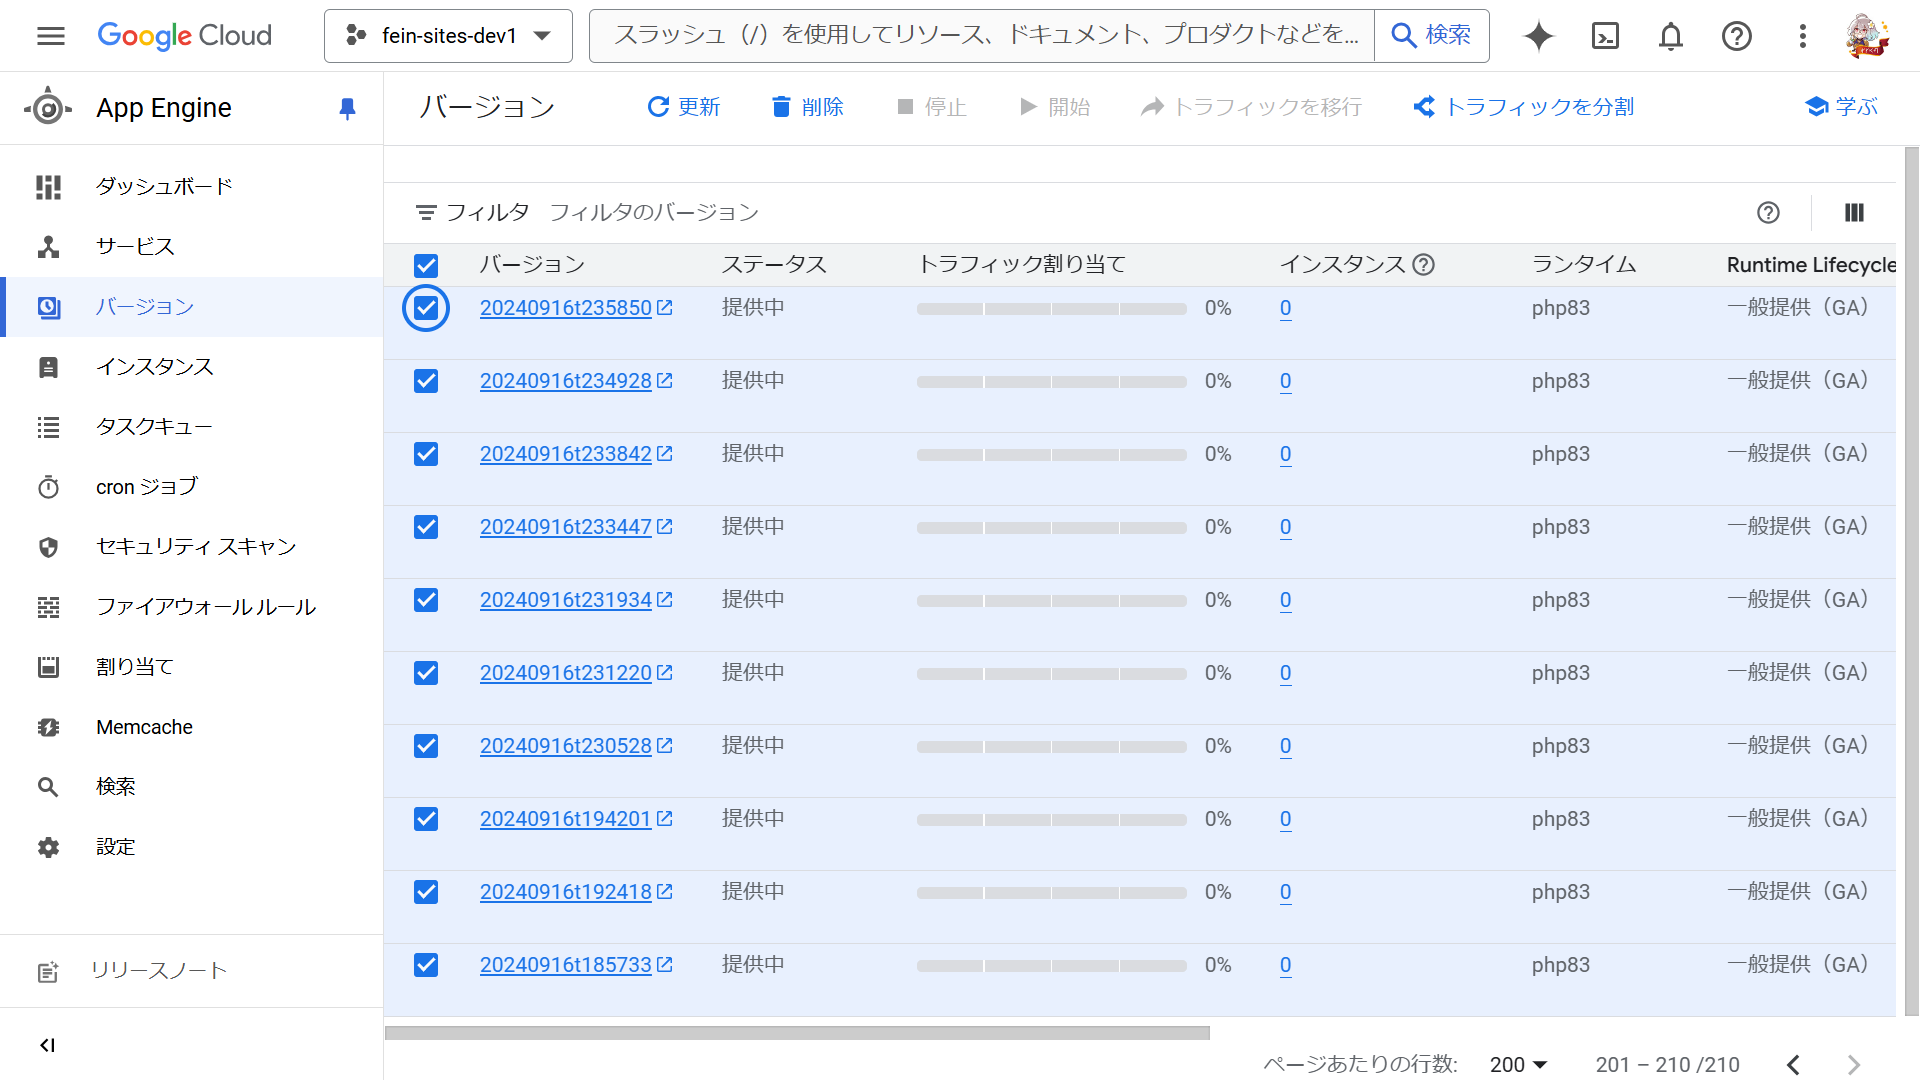 Google Cloud
fein-sites-dev1
スラッシュ（/）を使用してリソース、ドキュメント、プロダクトなどを...
検索
App Engine
バージョン
更新
削除
停止
開始
トラフィックを移行
トラフィックを分割
学ぶ
ダッシュボード
サービス
バージョン
インスタンス
タスクキュー
cron ジョブ
セキュリティ スキャン
ファイアウォール ルール
割り当て
Memcache
検索
設定
リリースノート
フィルタ フィルタのバージョン
バージョン ステータス トラフィック割り当て インスタンス ランタイム Runtime Lifecycle
20240916t235850 提供中 0% 0 php83 一般提供（GA）
20240916t234928 提供中 0% 0 php83 一般提供（GA）
20240916t233842 提供中 0% 0 php83 一般提供（GA）
20240916t233447 提供中 0% 0 php83 一般提供（GA）
20240916t231934 提供中 0% 0 php83 一般提供（GA）
20240916t231220 提供中 0% 0 php83 一般提供（GA）
20240916t230528 提供中 0% 0 php83 一般提供（GA）
20240916t194201 提供中 0% 0 php83 一般提供（GA）
20240916t192418 提供中 0% 0 php83 一般提供（GA）
20240916t185733 提供中 0% 0 php83 一般提供（GA）
ページあたりの行数: 200 201 – 210 /210